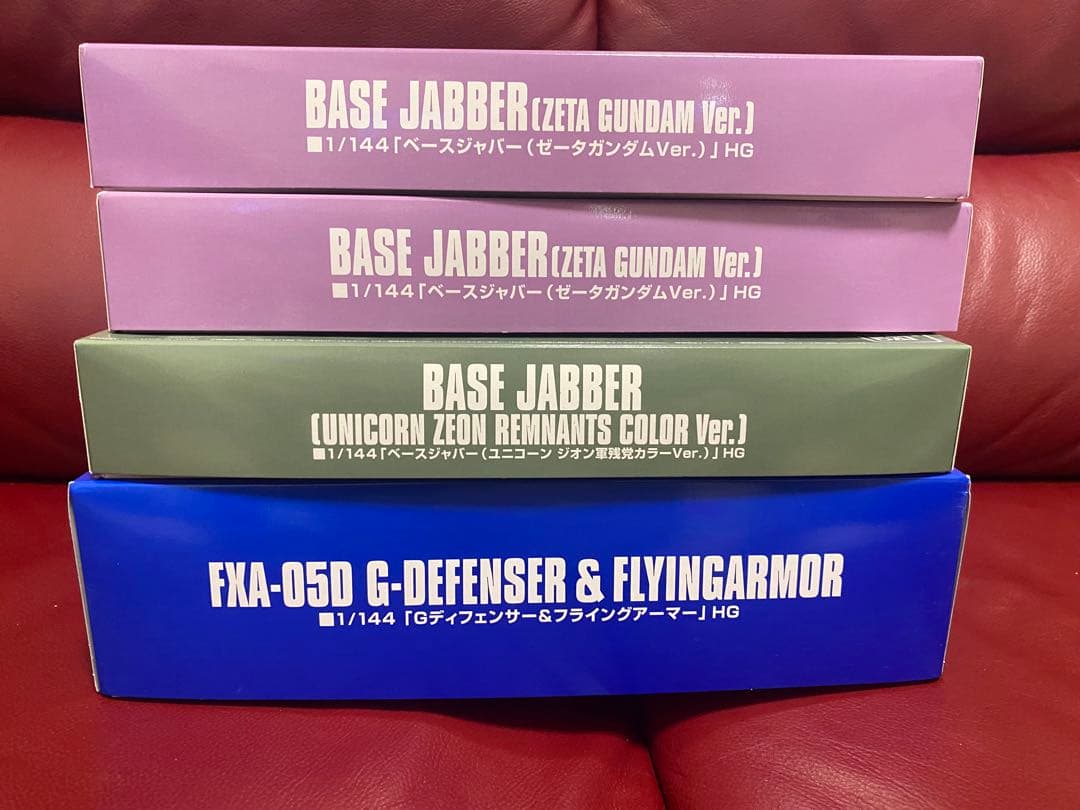 BASE JABBER(ZETA GUNDAM Ver.)
■1/144「ベースジャバー(ゼータガンダムVer.)」HG
BASE JABBER(ZETA GUNDAM Ver.)
■1/144「ベースジャバー(ゼータガンダムVer.)」HG
BASE JABBER
(UNICORN ZEON REMNANTS COLOR Ver.)
■1/144「ベースジャバー(ユニコーン ジオン軍残党カラーVer.)」HG
FXA-05D G-DEFENSER & FLYINGARMOR
■1/144「Gディフェンサー&フライングアーマー」HG